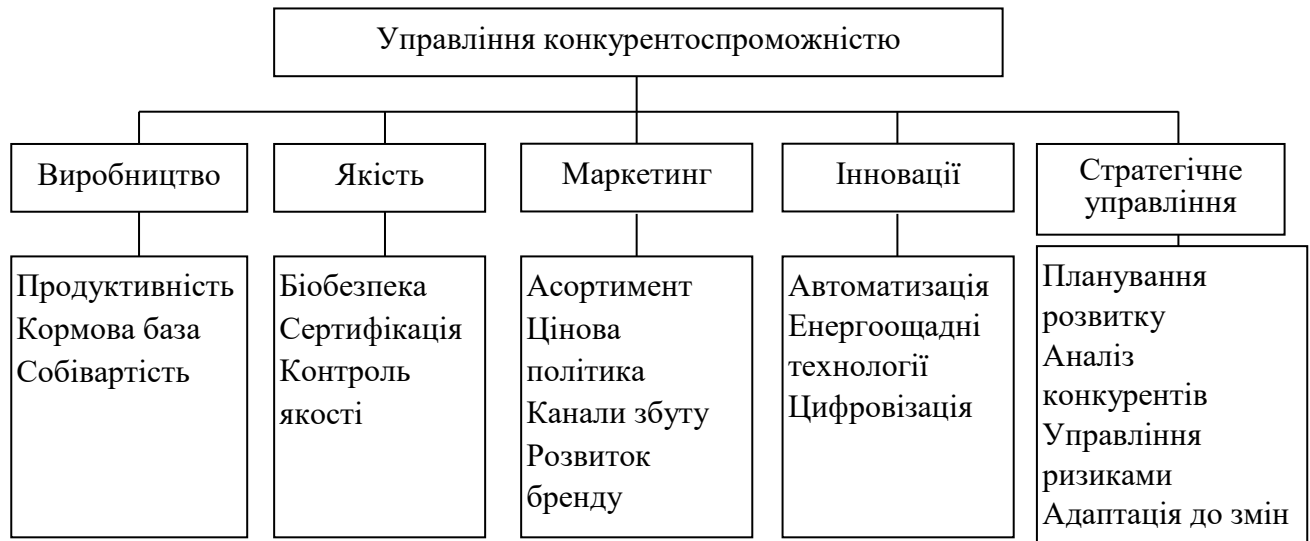 Управління конкурентоспроможністю
Виробництво
Якість
Маркетинг
Інновації
Стратегічне
управління
Продуктивність
Кормова база
Собівартість
Біобезпека
Сертифікація
Контроль
якості
Асортимент
Цінова
політика
Канали збуту
Розвиток
бренду
Автоматизація
Енергоощадні
технології
Цифровізація
Планування
розвитку
Аналіз
конкурентів
Управління
ризиками
Адаптація до змін